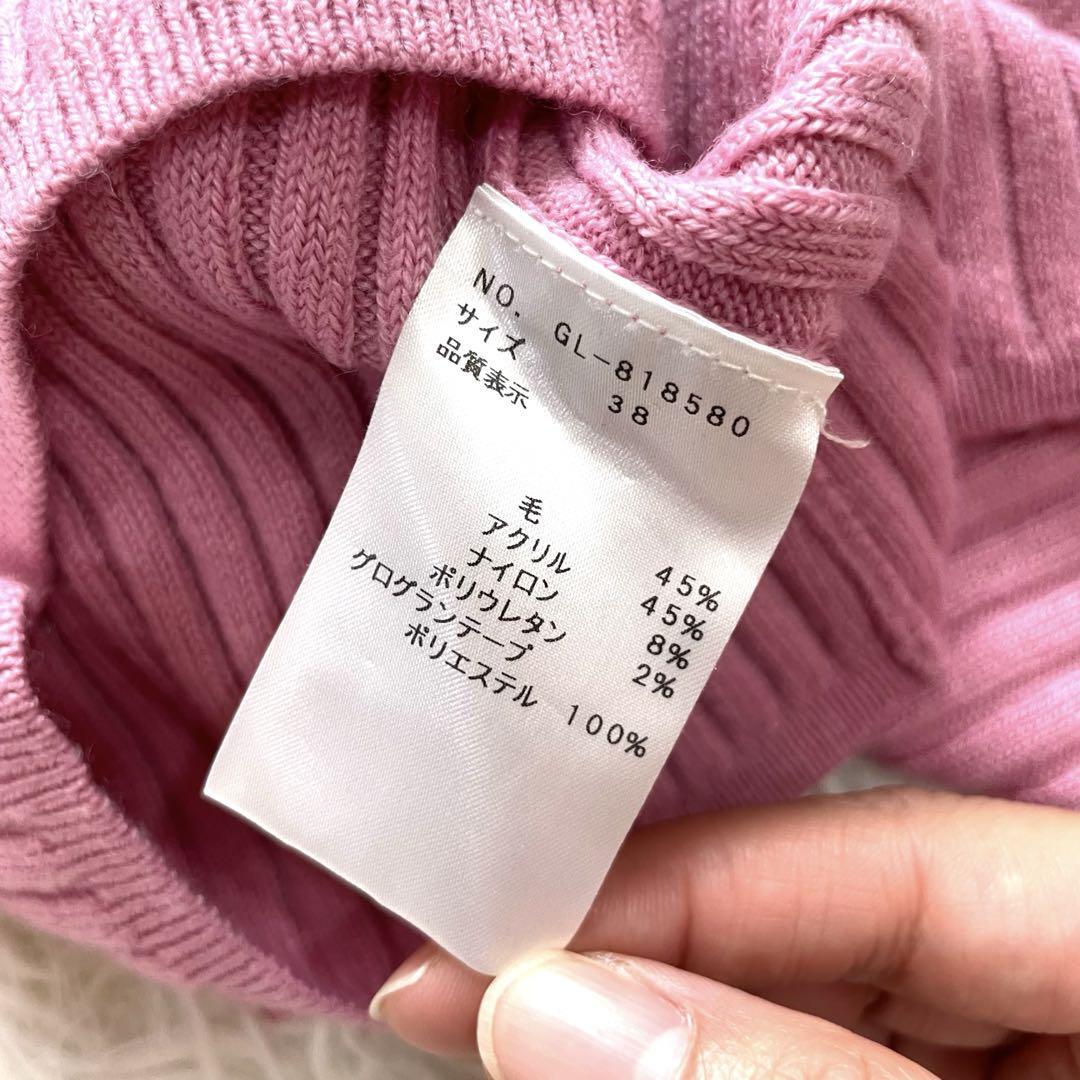 NO. GL-818580
サイズ 38
品質表示
毛 45%
アクリル 45%
ナイロン 8%
ポリウレタン 2%
グログランテープ
ポリエステル 100%